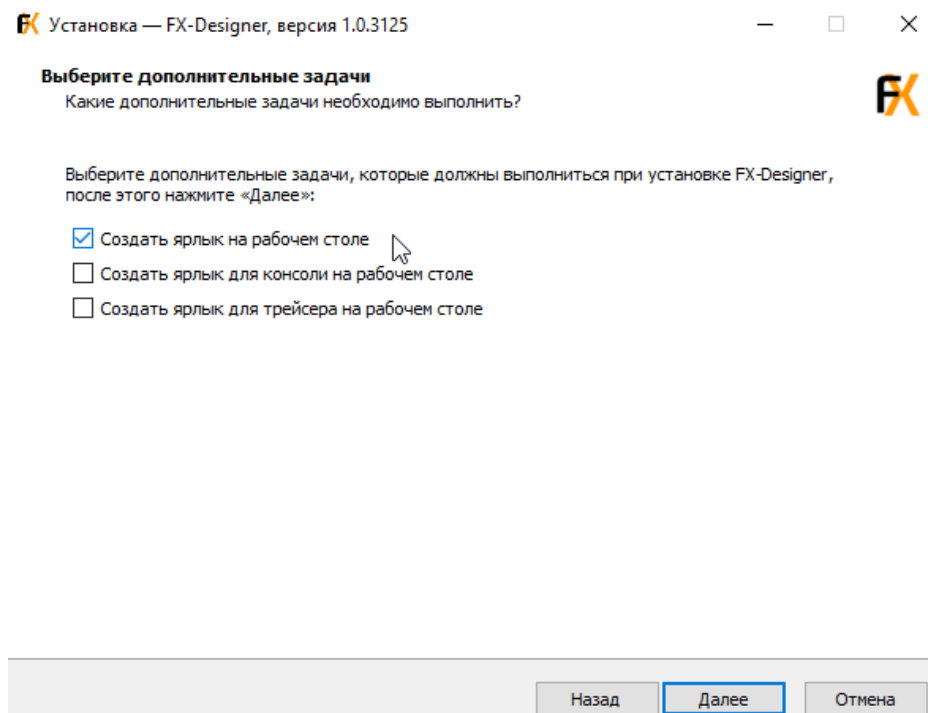 FX Установка — FX-Designer, версия 1.0.3125
Выберите дополнительные задачи
Какие дополнительные задачи необходимо выполнить?
FX
Выберите дополнительные задачи, которые должны выполниться при установке FX-Designer,
после этого нажмите «Далее»:
Создать ярлык на рабочем столе
Создать ярлык для консоли на рабочем столе
Создать ярлык для трейсера на рабочем столе
Назад Далее Отмена